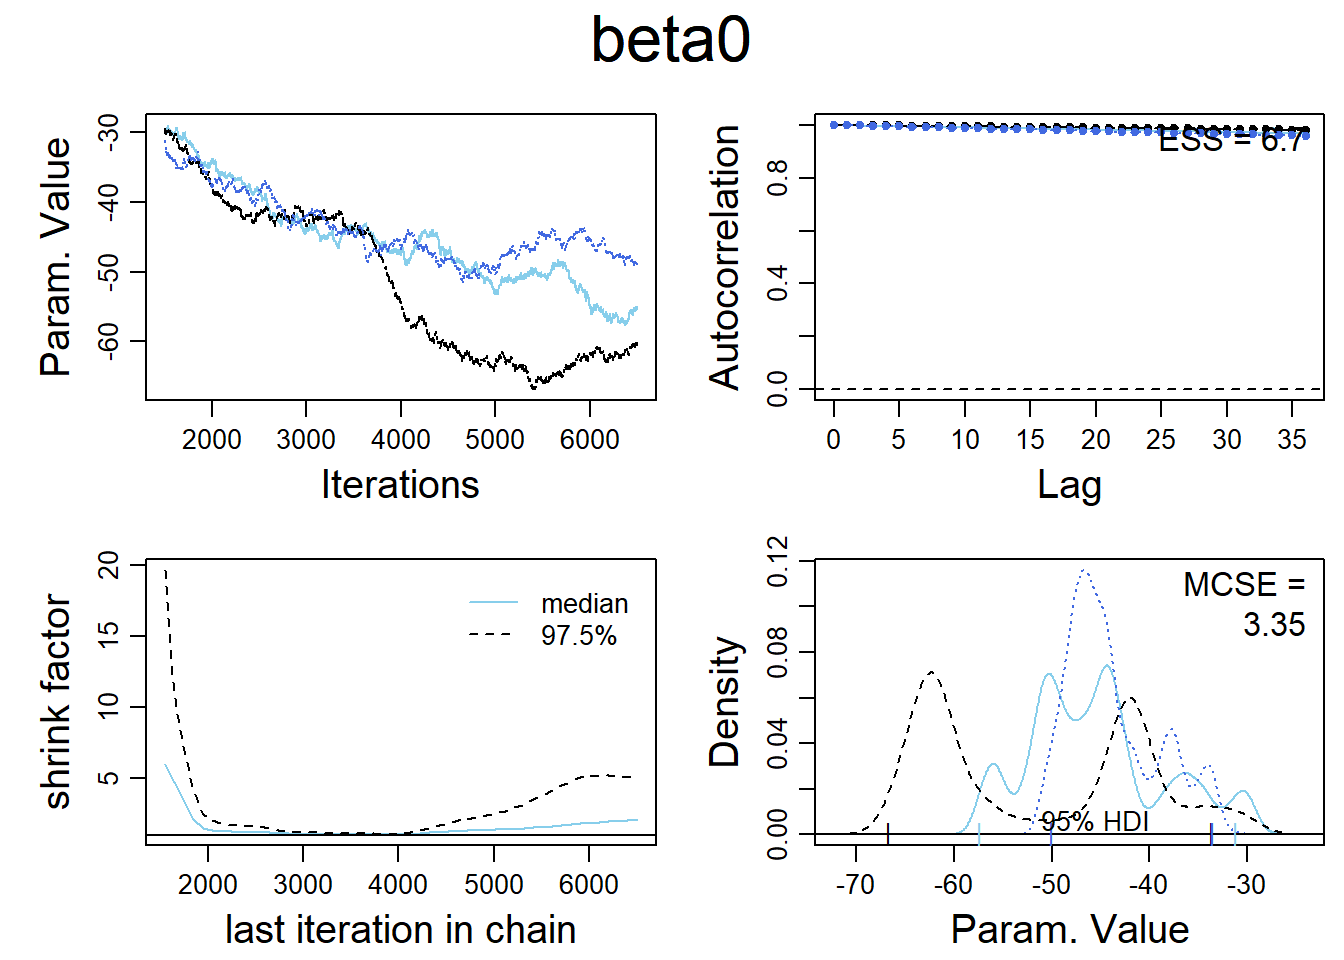 beta0
Param. Value
-30
-40
-50
-60
2000 3000 4000 5000 6000
Iterations
Autocorrelation
0.8
0.4
0.0
ESS = 6.7
0 5 10 15 20 25 30 35
Lag
shrink factor
20
15
10
5
median
97.5%
2000 3000 4000 5000 6000
last iteration in chain
Density
0.12
0.08
0.04
0.00
MCSE =
3.35
95% HDI
-70 -60 -50 -40 -30
Param. Value